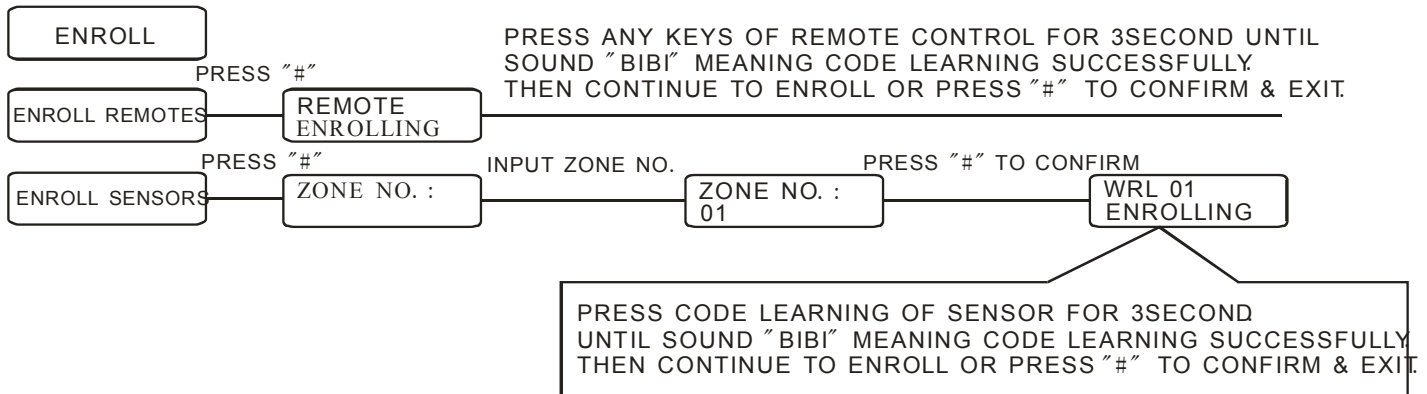 ENROLL
PRESS ANY KEYS OF REMOTE CONTROL FOR 3SECOND UNTIL
SOUND ″BIBI″ MEANING CODE LEARNING SUCCESSFULLY.
THEN CONTINUE TO ENROLL OR PRESS ″#″ TO CONFIRM & EXIT.
PRESS ″#″
ENROLL REMOTES
REMOTE
ENROLLING
PRESS ″#″
INPUT ZONE NO.
PRESS ″#″ TO CONFIRM
ENROLL SENSORS
ZONE NO. :
ZONE NO. :
01
WRL 01
ENROLLING
PRESS CODE LEARNING OF SENSOR FOR 3SECOND.
UNTIL SOUND ″BIBI″ MEANING CODE LEARNING SUCCESSFULLY.
THEN CONTINUE TO ENROLL OR PRESS ″#″ TO CONFIRM & EXIT.